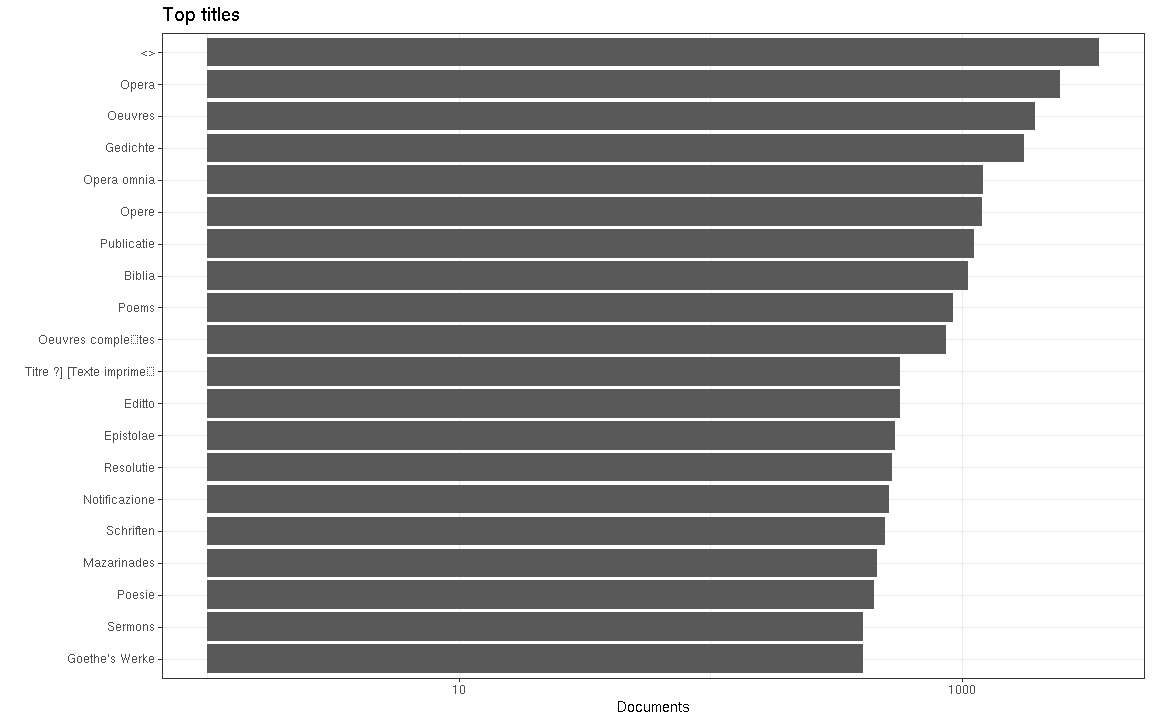 Top titles
<>
Opera
Oeuvres
Gedichte
Opera omnia
Opere
Publicatie
Biblia
Poems
Oeuvres comple▯tes
Titre ?] [Texte imprime▯
Editto
Epistolae
Resolutie
Notificazione
Schriften
Mazarinades
Poesie
Sermons
Goethe's Werke
10
1000
Documents